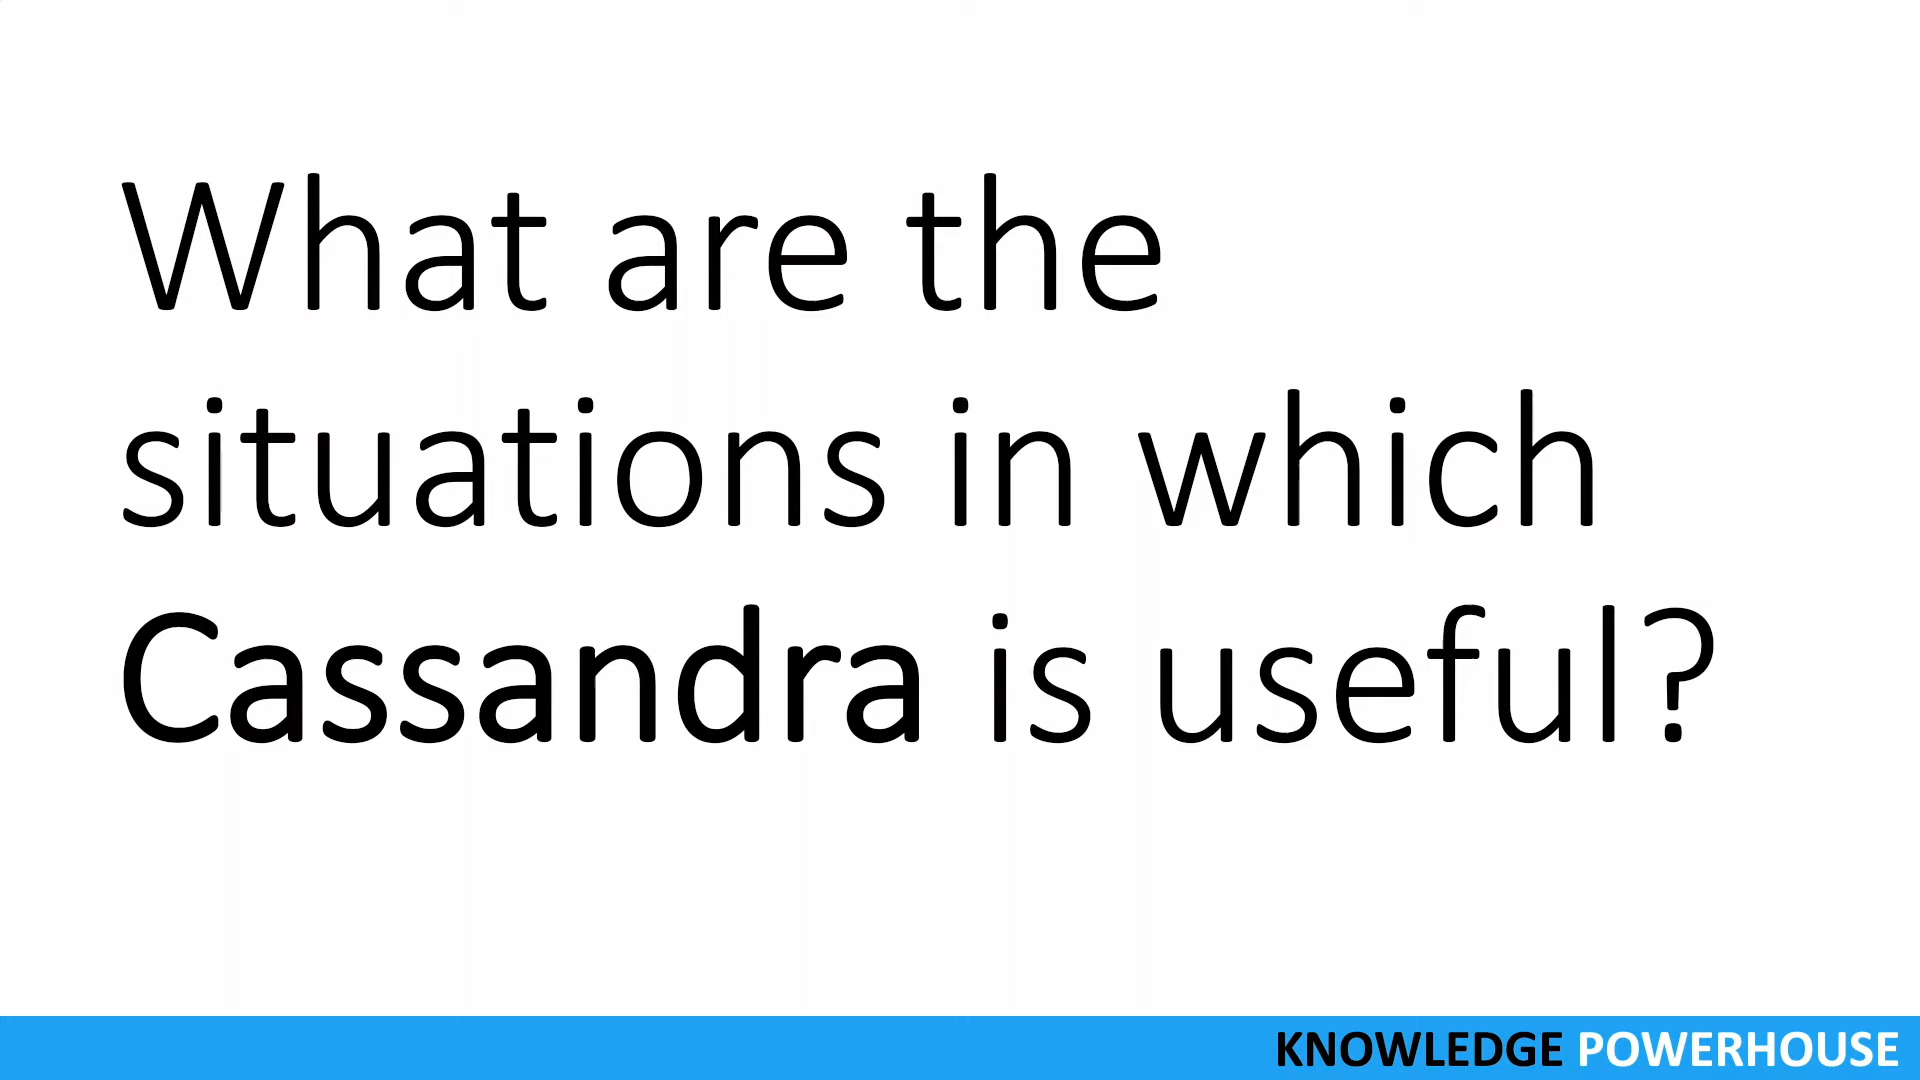 What are the
situations in which
Cassandra is useful?
KNOWLEDGE POWERHOUSE